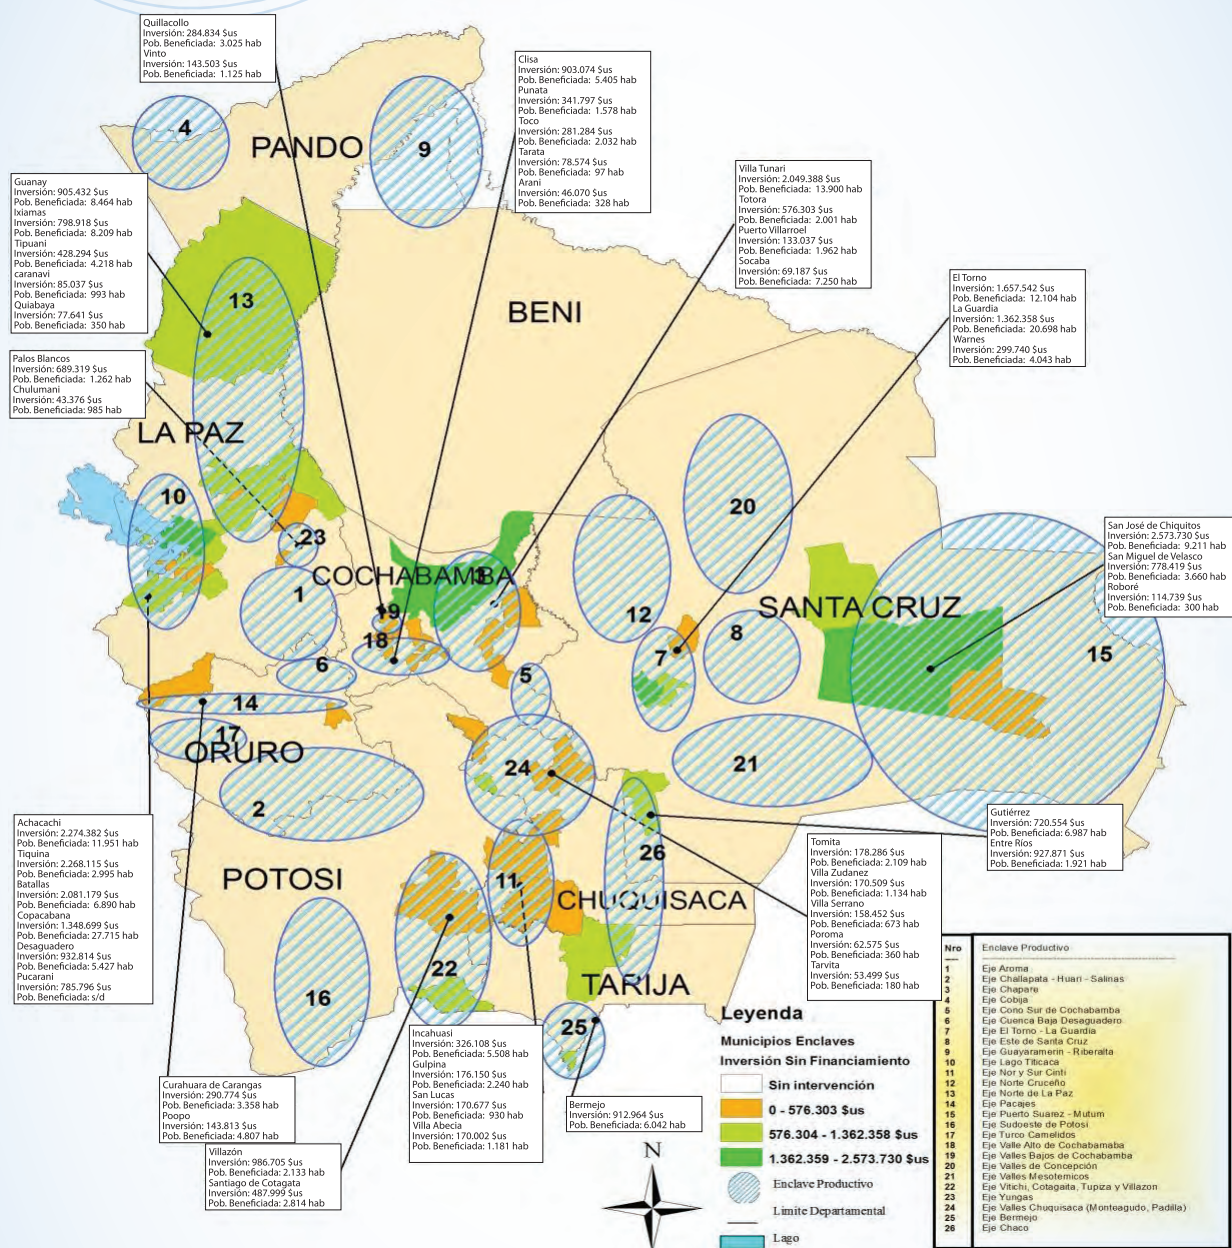 Quillacollo
Inversión: 284.834 $us
Pob. Beneficiada: 3.025 hab
Vinto
Inversión: 143.503 $us
Pob. Beneficiada: 1.125 hab
Clisa
Inversión: 903.074 $us
Pob. Beneficiada: 5.405 hab
Punata
Inversión: 341.797 $us
Pob. Beneficiada: 1.578 hab
Toco
Inversión: 281.284 $us
Pob. Beneficiada: 2.032 hab
Tarata
Inversión: 78.574 $us
Pob. Beneficiada: 97 hab
Arani
Inversión: 46.070 $us
Pob. Beneficiada: 328 hab
Villa Tunari
Inversión: 2.049.388 $us
Pob. Beneficiada: 13.900 hab
Totora
Inversión: 576.303 $us
Pob. Beneficiada: 2.001 hab
Puerto Villarroel
Inversión: 133.037 $us
Pob. Beneficiada: 1.962 hab
Socaba
Inversión: 69.187 $us
Pob. Beneficiada: 7.250 hab
Guanay
Inversión: 905.432 $us
Pob. Beneficiada: 8.464 hab
Ixiamas
Inversión: 798.918 $us
Pob. Beneficiada: 8.209 hab
Tipuani
Inversión: 428.294 $us
Pob. Beneficiada: 4.218 hab
caranavi
Inversión: 85.037 $us
Pob. Beneficiada: 993 hab
Quiabaya
Inversión: 77.641 $us
Pob. Beneficiada: 350 hab
El Torno
Inversión: 1.657.542 $us
Pob. Beneficiada: 12.104 hab
La Guardia
Inversión: 1.362.358 $us
Pob. Beneficiada: 20.698 hab
Warnes
Inversión: 299.740 $us
Pob. Beneficiada: 4.043 hab
Palos Blancos
Inversión: 689.319 $us
Pob. Beneficiada: 1.262 hab
Chulumani
Inversión: 43.376 $us
Pob. Beneficiada: 985 hab
San José de Chiquitos
Inversión: 2.573.730 $us
Pob. Beneficiada: 9.211 hab
San Miquel de Velasco
Inversión: 778.419 $us
Pob. Beneficiada: 3.660 hab
Roboré
Inversión: 114.739 $us
Pob. Beneficiada: 300 hab
4
PANDO
9
13
BENI
LA PAZ
10
23
20
COCHABAMBA
3
1
19
18
12
SANTA CRUZ
8
7
15
6
5
14
17
ORURO
24
21
2
26
POTOSI
11
CHUQUISACA
22
16
TARIJA
25
Achacachi
Inversión: 2.274.382 $us
Pob. Beneficiada: 11.951 hab
Tiquina
Inversión: 2.268.115 $us
Pob. Beneficiada: 2.995 hab
Batallas
Inversión: 2.081.179 $us
Pob. Beneficiada: 6.890 hab
Copacabana
Inversión: 1.348.699 $us
Pob. Beneficiada: 27.715 hab
Desaguadero
Inversión: 932.814 $us
Pob. Beneficiada: 5.427 hab
Pucarani
Inversión: 785.796 $us
Pob. Beneficiada: s/d
Gutiérrez
Inversión: 720.554 $us
Pob. Beneficiada: 6.987 hab
Entre Ríos
Inversión: 927.871 $us
Pob. Beneficiada: 1.921 hab
Tomita
Inversión: 178.286 $us
Pob. Beneficiada: 2.109 hab
Villa Zudanez
Inversión: 170.509 $us
Pob. Beneficiada: 1.134 hab
Villa Serrano
Inversión: 158.452 $us
Pob. Beneficiada: 673 hab
Poroma
Inversión: 62.575 $us
Pob. Beneficiada: 360 hab
Tarvita
Inversión: 53.499 $us
Pob. Beneficiada: 180 hab
Curahuara de Carangas
Inversión: 290.774 $us
Pob. Beneficiada: 3.358 hab
Poopo
Inversión: 143.813 $us
Pob. Beneficiada: 4.807 hab
Villazón
Inversión: 986.705 $us
Pob. Beneficiada: 2.133 hab
Santiago de Cotagata
Inversión: 487.999 $us
Pob. Beneficiada: 2.814 hab
Incahuasi
Inversión: 326.108 $us
Pob. Beneficiada: 5.508 hab
Gulpina
Inversión: 176.150 $us
Pob. Beneficiada: 2.240 hab
San Lucas
Inversión: 170.677 $us
Pob. Beneficiada: 930 hab
Villa Abecia
Inversión: 170.002 $us
Pob. Beneficiada: 1.181 hab
Bermejo
Inversión: 912.964 $us
Pob. Beneficiada: 6.042 hab
N
Leyenda
Municipios Enclaves
Inversión Sin Financiamiento
Sin intervención
0 - 576.303 $us
576.304 - 1.362.358 $us
1.362.359 - 2.573.730 $us
Enclave Productivo
Limite Departamental
Lago
Nro Enclave Productivo
1 Eje Aroma
2 Eje Challapata - Huari - Salinas
3 Eje Chapare
4 Eje Cobija
5 Eje Cono Sur de Cochabamba
6 Eje Cuenca Baja Desaguadero
7 Eje El Torno - La Guardia
8 Eje Este de Santa Cruz
9 Eje Guayaramerin - Riberalta
10 Eje Lago Titicaca
11 Eje Nor y Sur Cinti
12 Eje Norte Cruceño
13 Eje Norte de La Paz
14 Eje Pacajes
15 Eje Puerto Suarez - Mutum
16 Eje Sudoeste de Potosi
17 Eje Turco Camelidos
18 Eje Valle Alto de Cochabamaba
19 Eje Valles Bajos de Cochabamba
20 Eje Valles de Concepción
21 Eje Valles Mesotermicos
22 Eje Vitichi, Cotagaita, Tupiza y Villazon
23 Eje Yungas
24 Eje Valles Chuquisaca (Monteagudo, Padilla)
25 Eje Bermejo
26 Eje Chaco